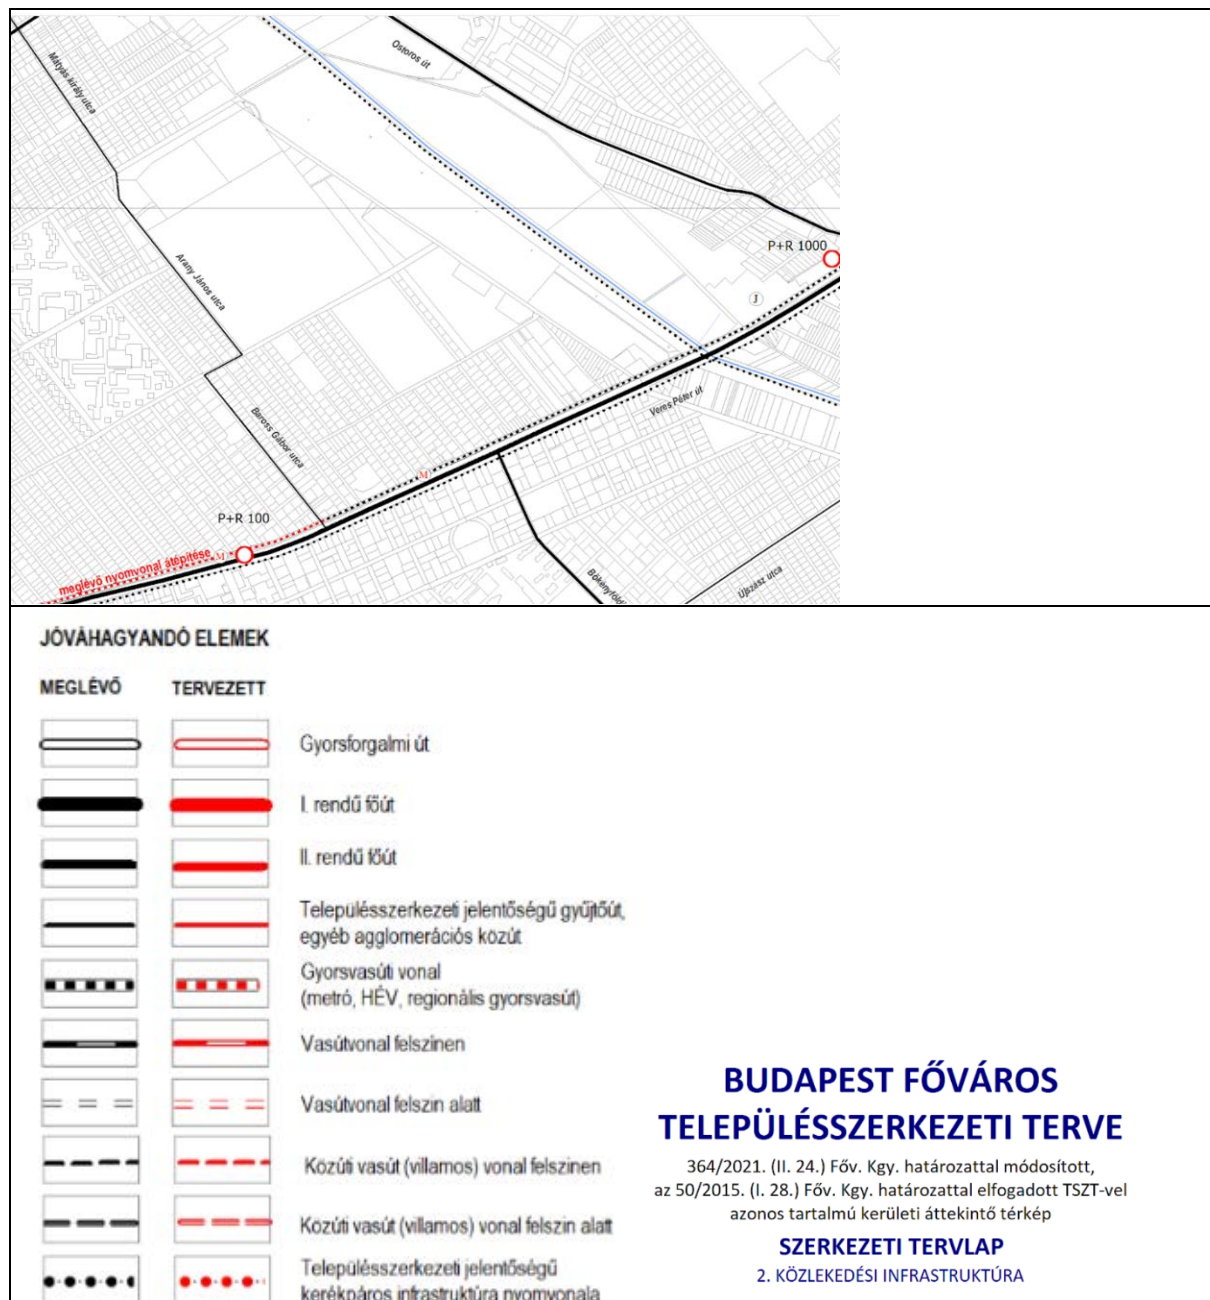 Mátyás király utca
Ostoros út
P+R 1000
J
Arany János utca
Veres Péter út
Baross Gábor utca
M
P+R 100
M
meglévő nyomvonal átépítése
Bökényföldi
Újszász utca
JÓVÁHAGYANDÓ ELEMEK
MEGLÉVŐ TERVEZETT
Gyorsforgalmi út
I. rendű főút
II. rendű főút
Településszerkezeti jelentőségű gyűjtőút,
egyéb agglomerációs közút
Gyorsvasúti vonal
(metró, HÉV, regionális gyorsvasút)
Vasútvonal felszínen
Vasútvonal felszín alatt
Közúti vasút (villamos) vonal felszínen
Közúti vasút (villamos) vonal felszín alatt
Településszerkezeti jelentőségű
kerékpáros infrastruktúra nyomvonala
BUDAPEST FŐVÁROS
TELEPÜLÉSSZERKEZETI TERVE
364/2021. (II. 24.) Főv. Kgy. határozattal módosított,
az 50/2015. (I. 28.) Főv. Kgy. határozattal elfogadott TSZT-vel
azonos tartalmú kerületi áttekintő térkép
SZERKEZETI TERVLAP
2. KÖZLEKEDÉSI INFRASTRUKTÚRA